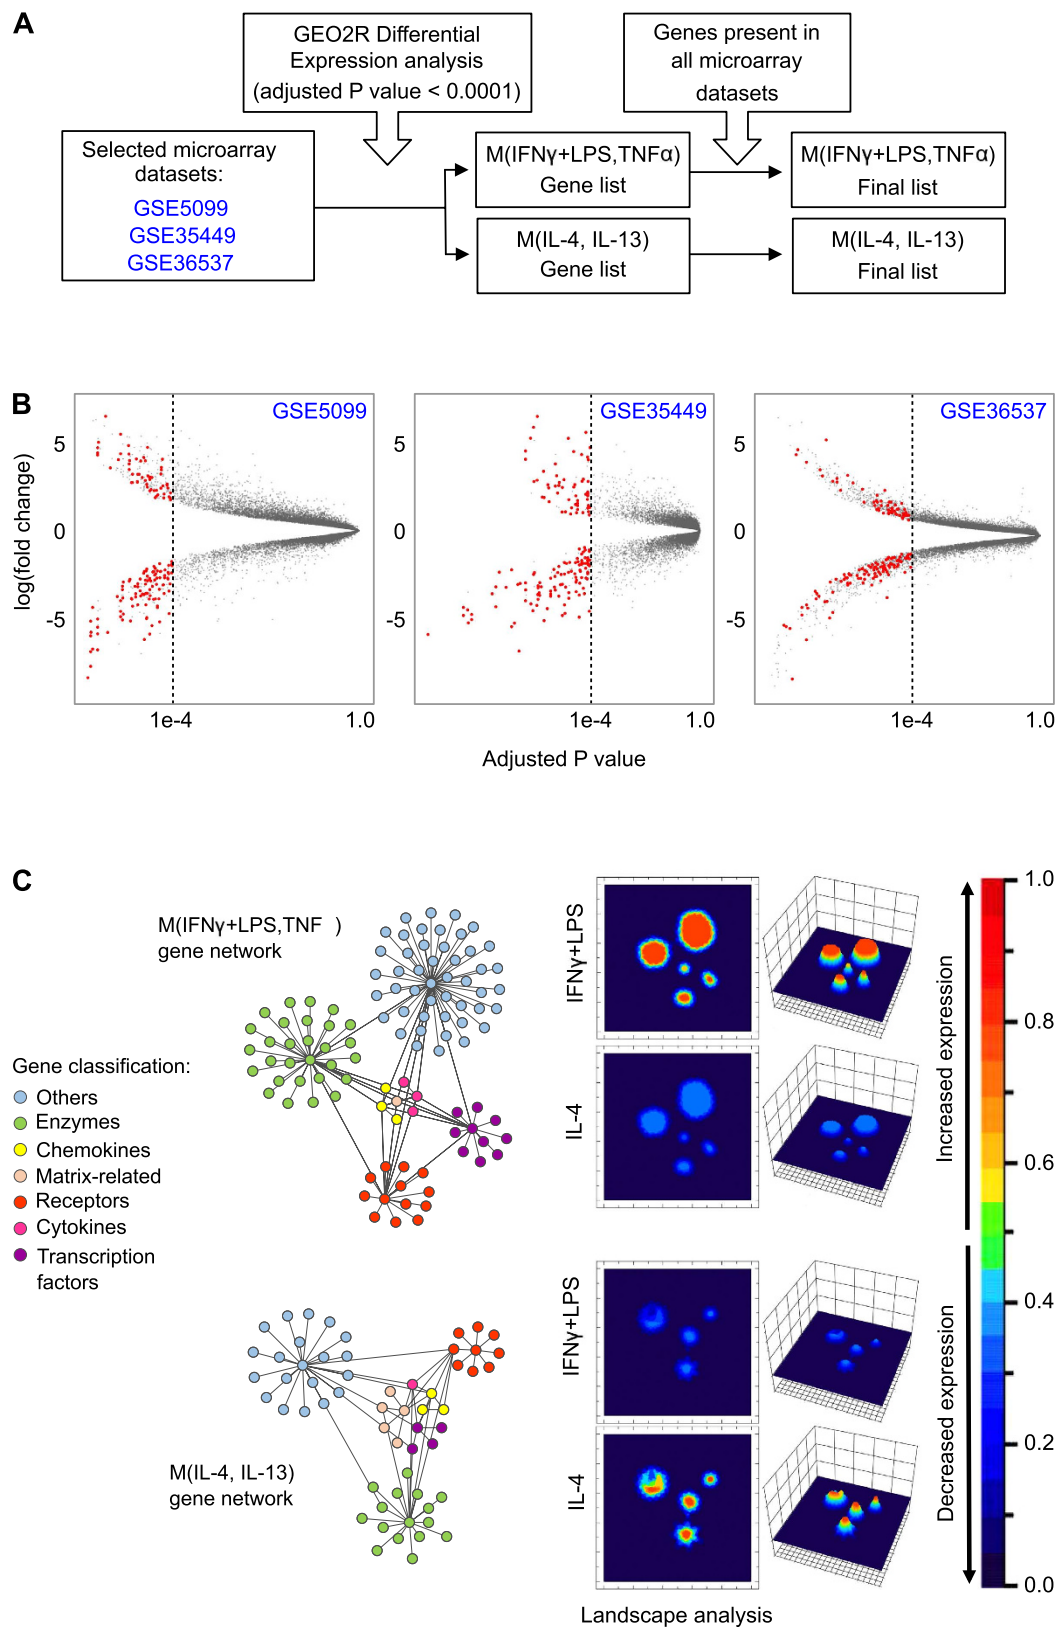 A
GEO2R Differential
Expression analysis
(adjusted P value < 0.0001)
Genes present in
all microarray
datasets
Selected microarray
datasets:
GSE5099
GSE35449
GSE36537
M(IFNγ+LPS,TNFα)
Gene list
M(IFNγ+LPS,TNFα)
Final list
M(IL-4, IL-13)
Gene list
M(IL-4, IL-13)
Final list
B
log(fold change)
5
0
-5
GSE5099
1e-4
1.0
5
0
-5
GSE35449
1e-4
1.0
5
0
-5
GSE36537
1e-4
1.0
Adjusted P value
C
M(IFNγ+LPS,TNF )
gene network
Gene classification:
Others
Enzymes
Chemokines
Matrix-related
Receptors
Cytokines
Transcription
factors
M(IL-4, IL-13)
gene network
IFNγ+LPS
IL-4
IFNγ+LPS
IL-4
Landscape analysis
Increased expression
Decreased expression
1.0
0.8
0.6
0.4
0.2
0.0